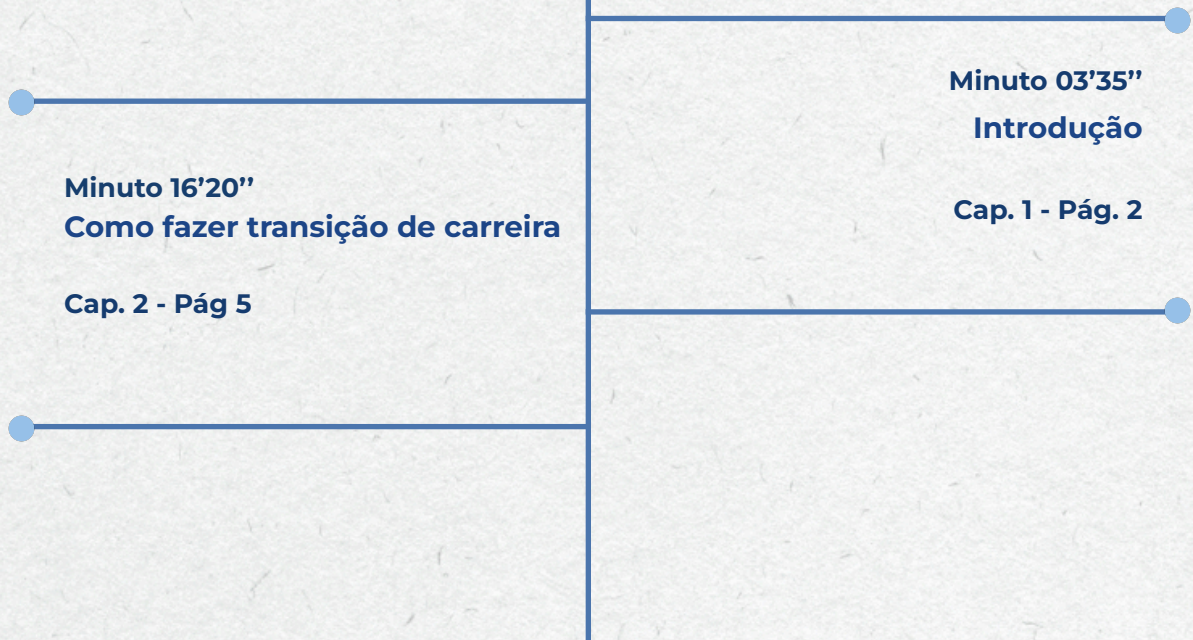 Minuto 03’35’’
Introdução
Cap. 1 - Pág. 2
Minuto 16’20’’
Como fazer transição de carreira
Cap. 2 - Pág 5